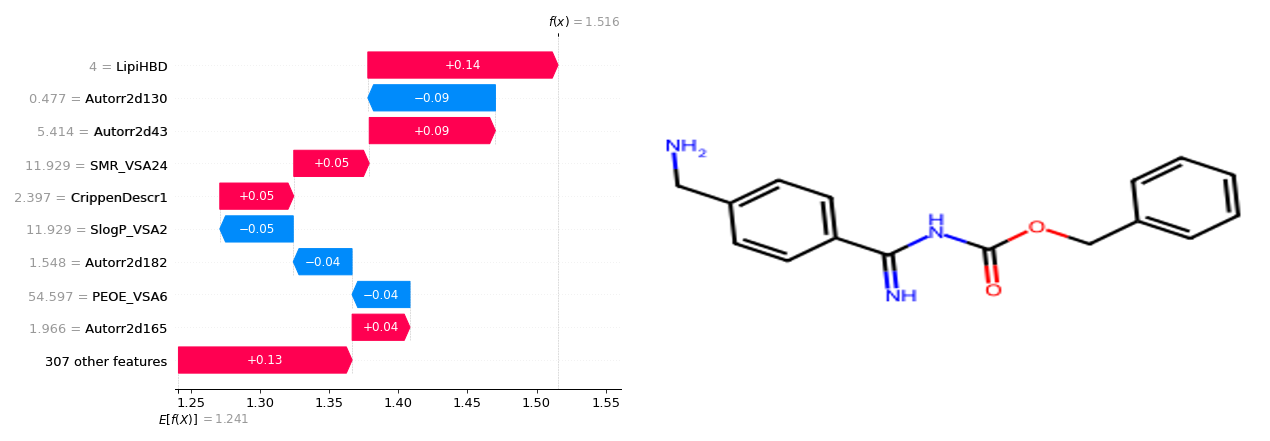 f(x) = 1.516
4 = LipiHBD
+0.14
0.477 = Autorr2d130
−0.09
5.414 = Autorr2d43
+0.09
11.929 = SMR_VSA24
+0.05
2.397 = CrippenDescr1
+0.05
11.929 = SlogP_VSA2
−0.05
1.548 = Autorr2d182
−0.04
54.597 = PEOE_VSA6
−0.04
1.966 = Autorr2d165
+0.04
307 other features
+0.13
1.25 1.30 1.35 1.40 1.45 1.50 1.55
E[f(X)] = 1.241
NH₂
H
N
O
NH
O